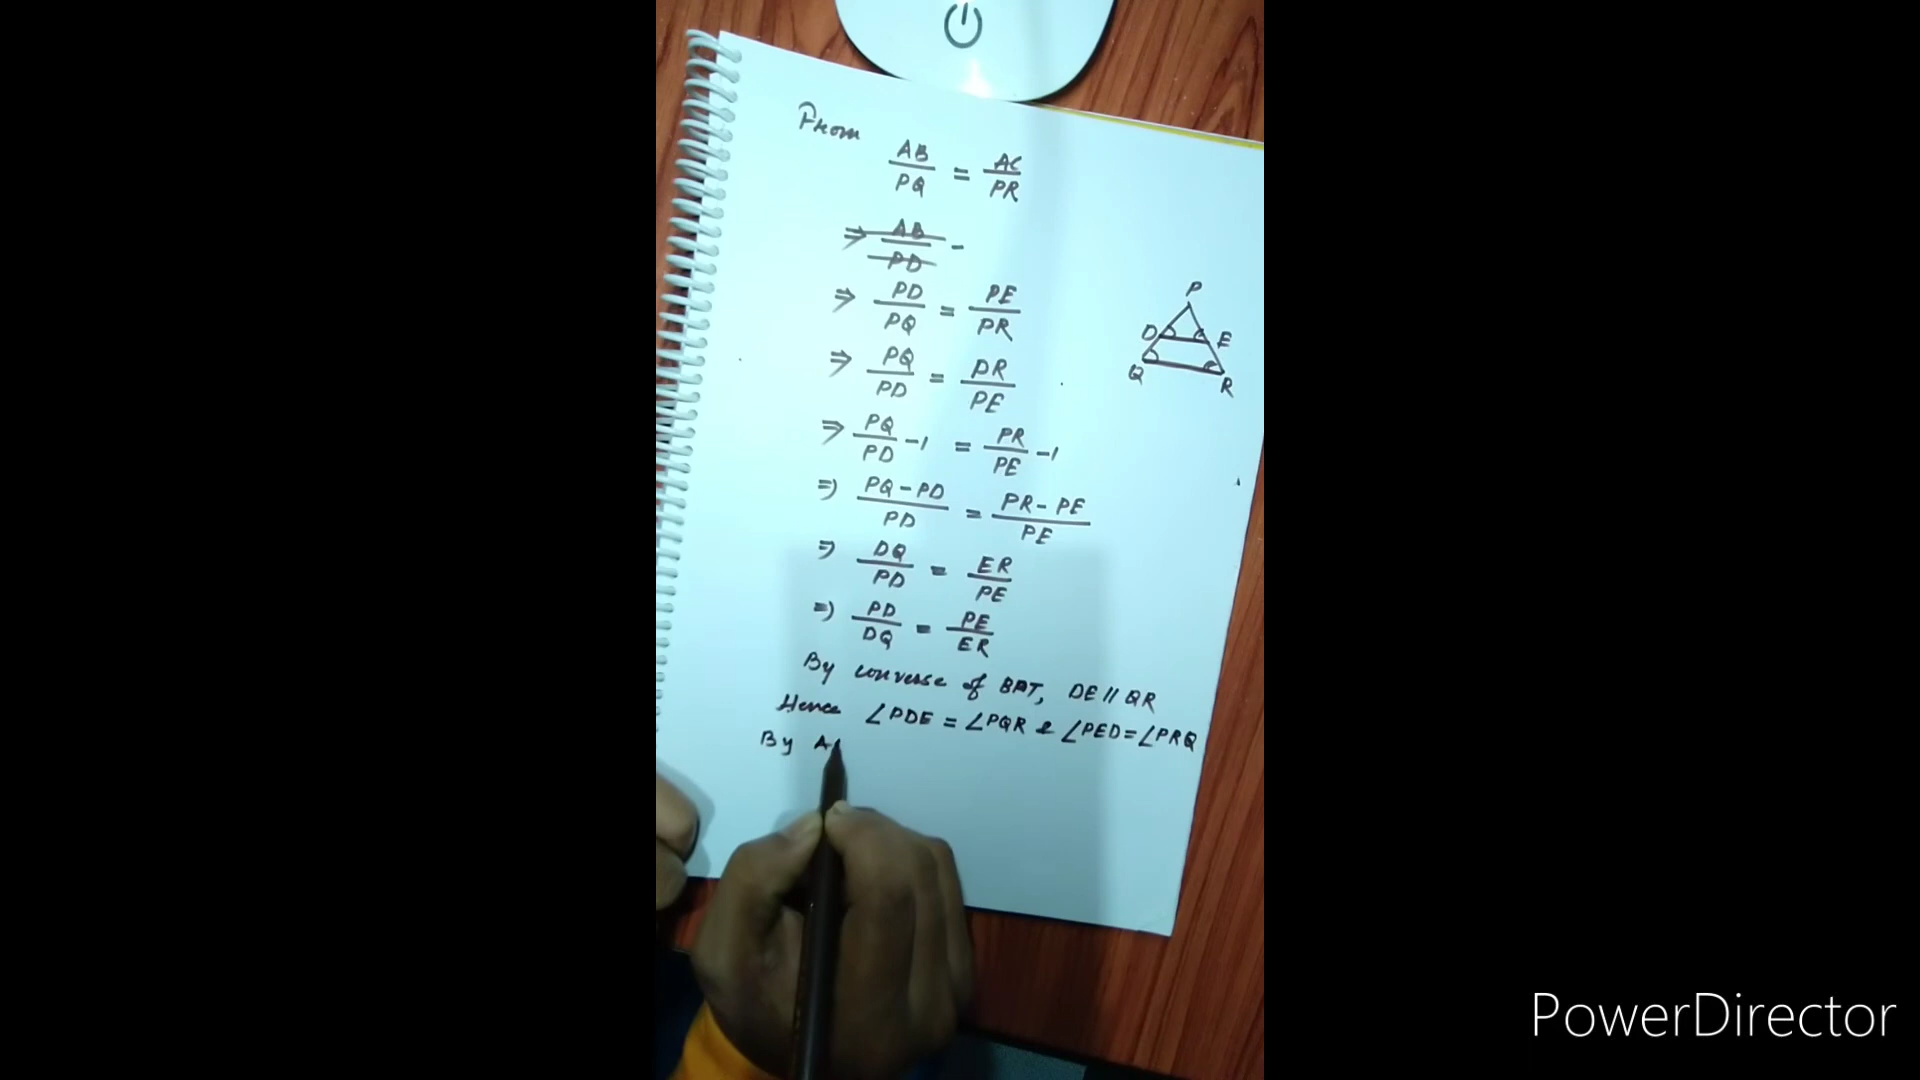 From
AB/PQ = AC/PR
⇒ AB/PD =
⇒ PD/PQ = PE/PR
⇒ PQ/PD = PR/PE
⇒ PQ/PD -1 = PR/PE -1
⇒ PQ-PD/PD = PR-PE/PE
⇒ DQ/PD = ER/PE
⇒ PD/DQ = PE/ER
By converse of BPT, DE // QR
Hence ∠PDE = ∠PQR & ∠PED = ∠PRQ
By A
P
D E
Q R
PowerDirector